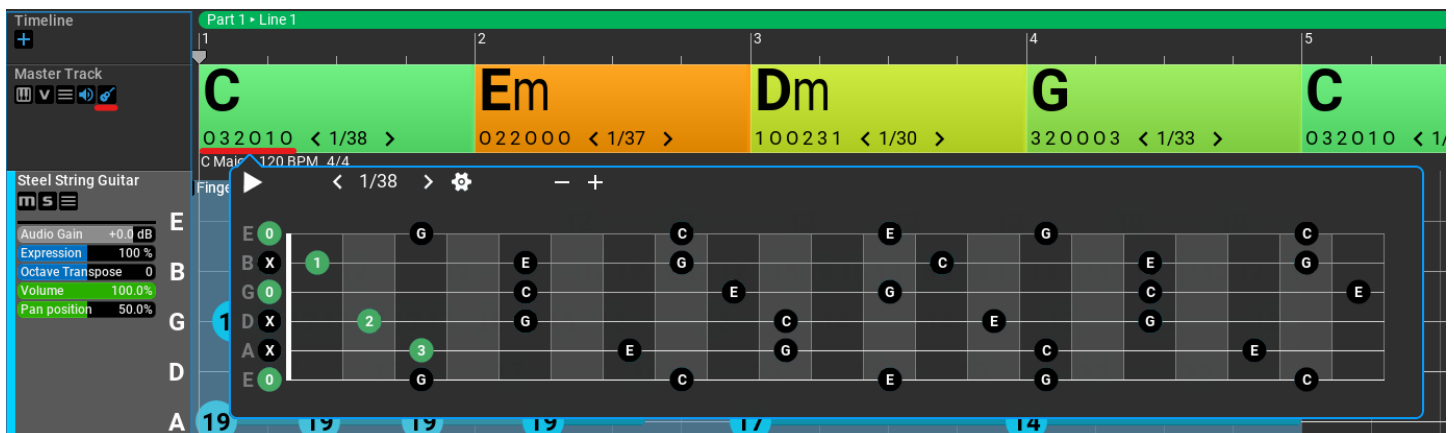 Timeline
Part 1 ▸ Line 1
+
1 2 3 4 5
Master Track
V
C Em Dm G C
032010 < 1/38 > 022000 < 1/37 > 100231 < 1/30 > 320003 < 1/33 > 032010 < 1/
120 BPM 4/4
Steel String Guitar
m s
1/38
− +
Audio Gain +0.0 dB
Expression 100 %
Octave Transpose 0
Volume 100.0%
Pan position 50.0%
E
B
G
D
A
E 0 G C E G C
B X 1 E G C E G
G 0 C E G C E
D X 2 G C E G
A X 3 E G C E
E 0 G C E G C
19 19 19 19 17 14